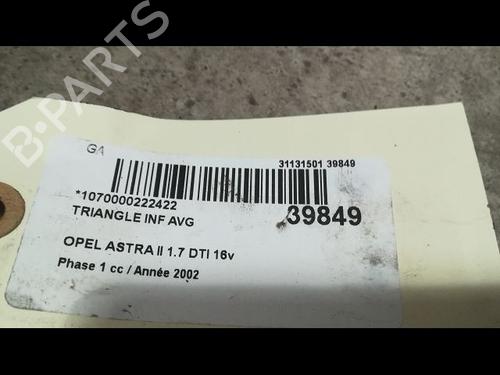 B-PARTS
GA
31131501 39849
*1070000222422
TRIANGLE INF AVG
39849
OPEL ASTRA II 1.7 DTI 16v
Phase 1 cc / Année 2002